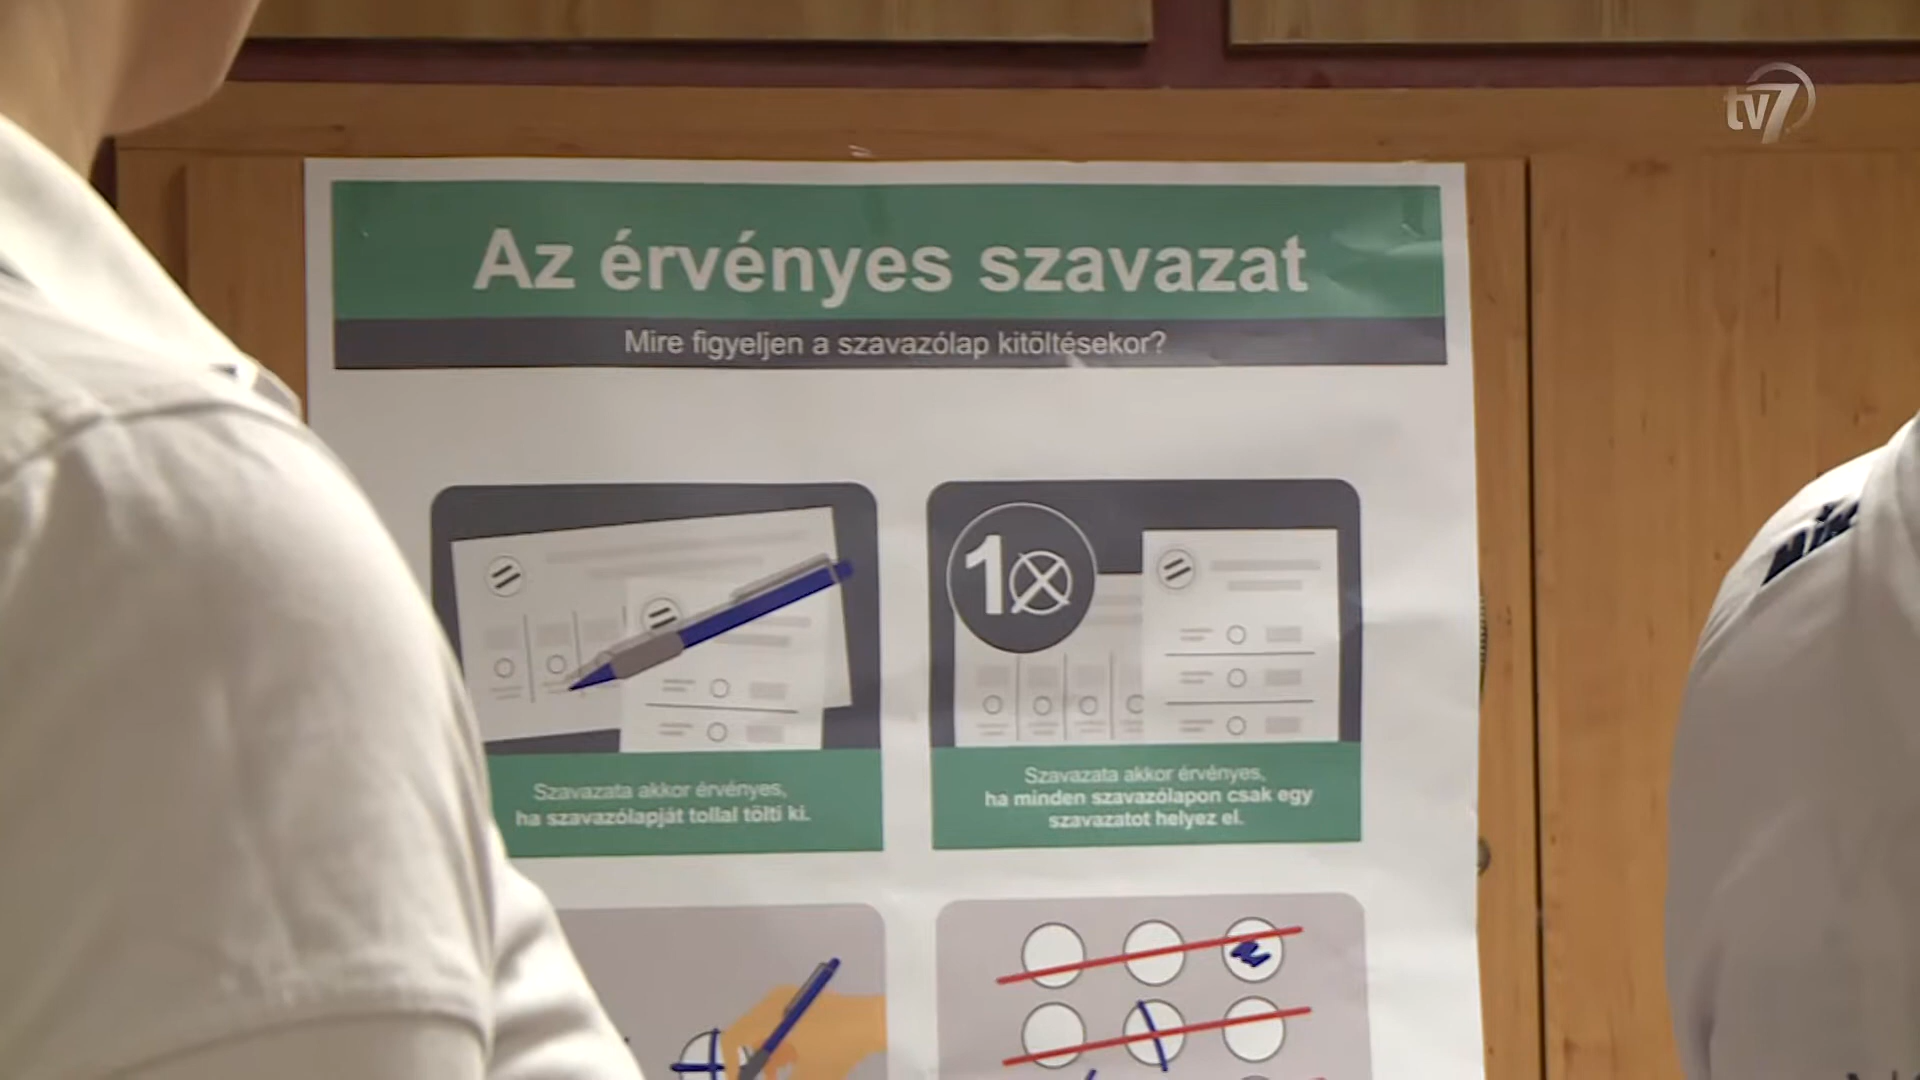 tv7
Az érvényes szavazat
Mire figyeljen a szavazólap kitöltésekor?
1
Szavazata akkor érvényes,
ha szavazólapját tollal tölti ki.
Szavazata akkor érvényes,
ha minden szavazólapon csak egy
szavazatot helyez el.